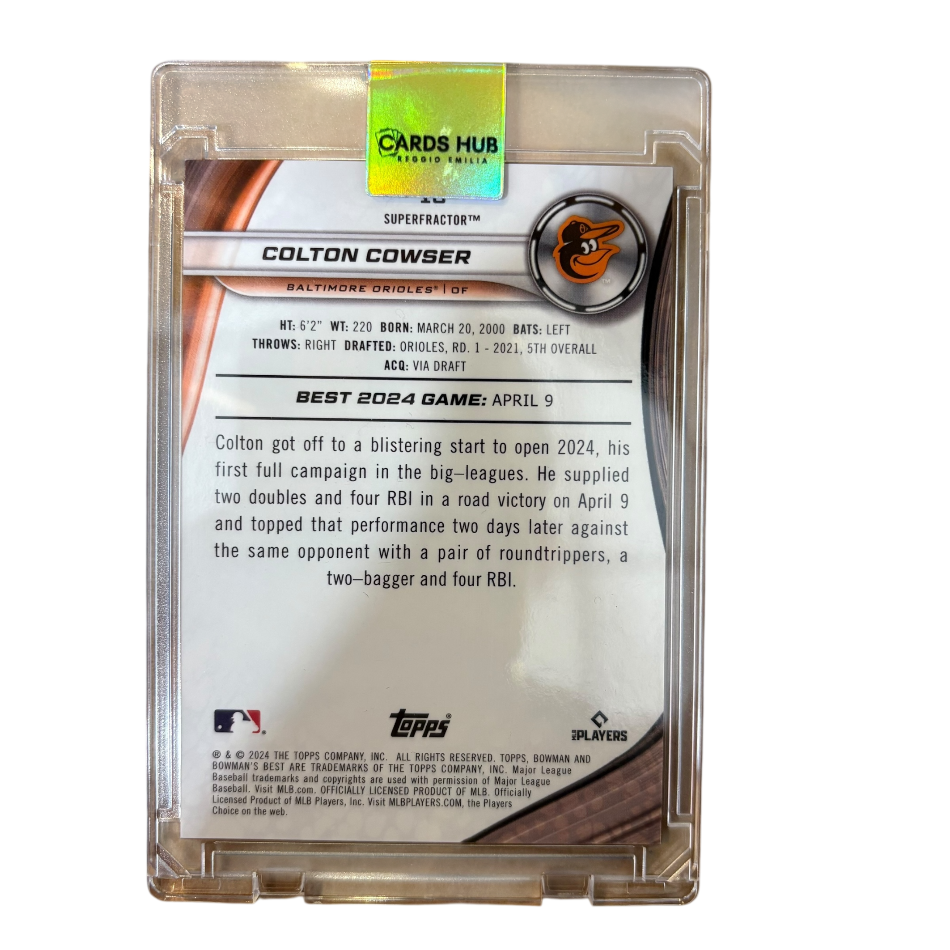 CARDS HUB
REGGIO EMILIA
SUPERFRACTOR™
COLTON COWSER
BALTIMORE ORIOLES® | OF
HT: 6'2" WT: 220 BORN: MARCH 20, 2000 BATS: LEFT
THROWS: RIGHT DRAFTED: ORIOLES, RD. 1 - 2021, 5TH OVERALL
ACQ: VIA DRAFT
BEST 2024 GAME: APRIL 9
Colton got off to a blistering start to open 2024, his
first full campaign in the big–leagues. He supplied
two doubles and four RBI in a road victory on April 9
and topped that performance two days later against
the same opponent with a pair of roundtrippers, a
two–bagger and four RBI.
topps®
PLAYERS
® & © 2024 THE TOPPS COMPANY, INC. ALL RIGHTS RESERVED. TOPPS, BOWMAN AND
BOWMAN'S BEST ARE TRADEMARKS OF THE TOPPS COMPANY, INC. Major League
Baseball trademarks and copyrights are used with permission of Major League
Baseball. Visit MLB.com. OFFICIALLY LICENSED PRODUCT OF MLB. Officially
Licensed Product of MLB Players, Inc. Visit MLBPLAYERS.COM, the Players
Choice on the web.